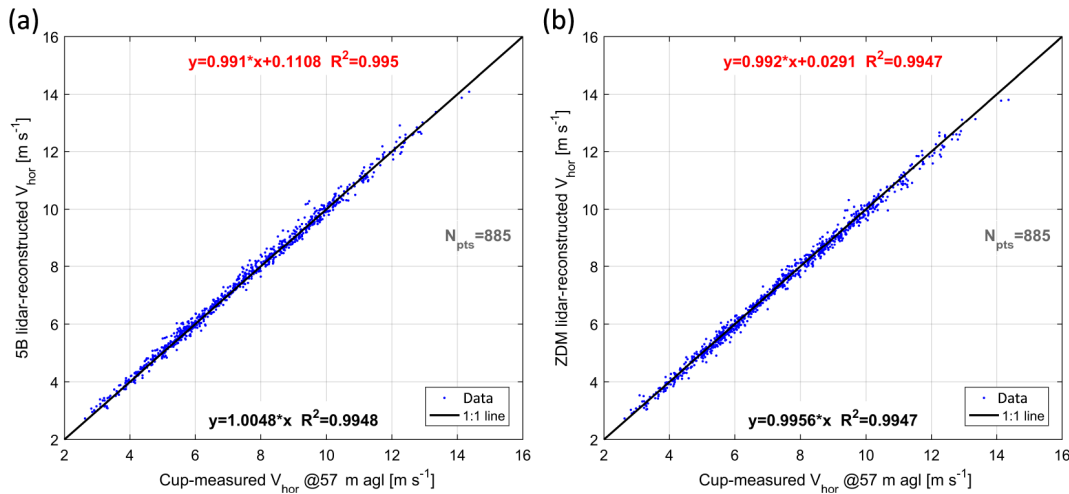 (a)
16
14
12
10
8
6
4
2
5B lidar-reconstructed V_hor [m s⁻¹]
y=0.991*x+0.1108 R²=0.995
N_pts=885
Data
1:1 line
y=1.0048*x R²=0.9948
2 4 6 8 10 12 14 16
Cup-measured V_hor @57 m agl [m s⁻¹]
(b)
16
14
12
10
8
6
4
2
ZDM lidar-reconstructed V_hor [m s⁻¹]
y=0.992*x+0.0291 R²=0.9947
N_pts=885
Data
1:1 line
y=0.9956*x R²=0.9947
2 4 6 8 10 12 14 16
Cup-measured V_hor @57 m agl [m s⁻¹]